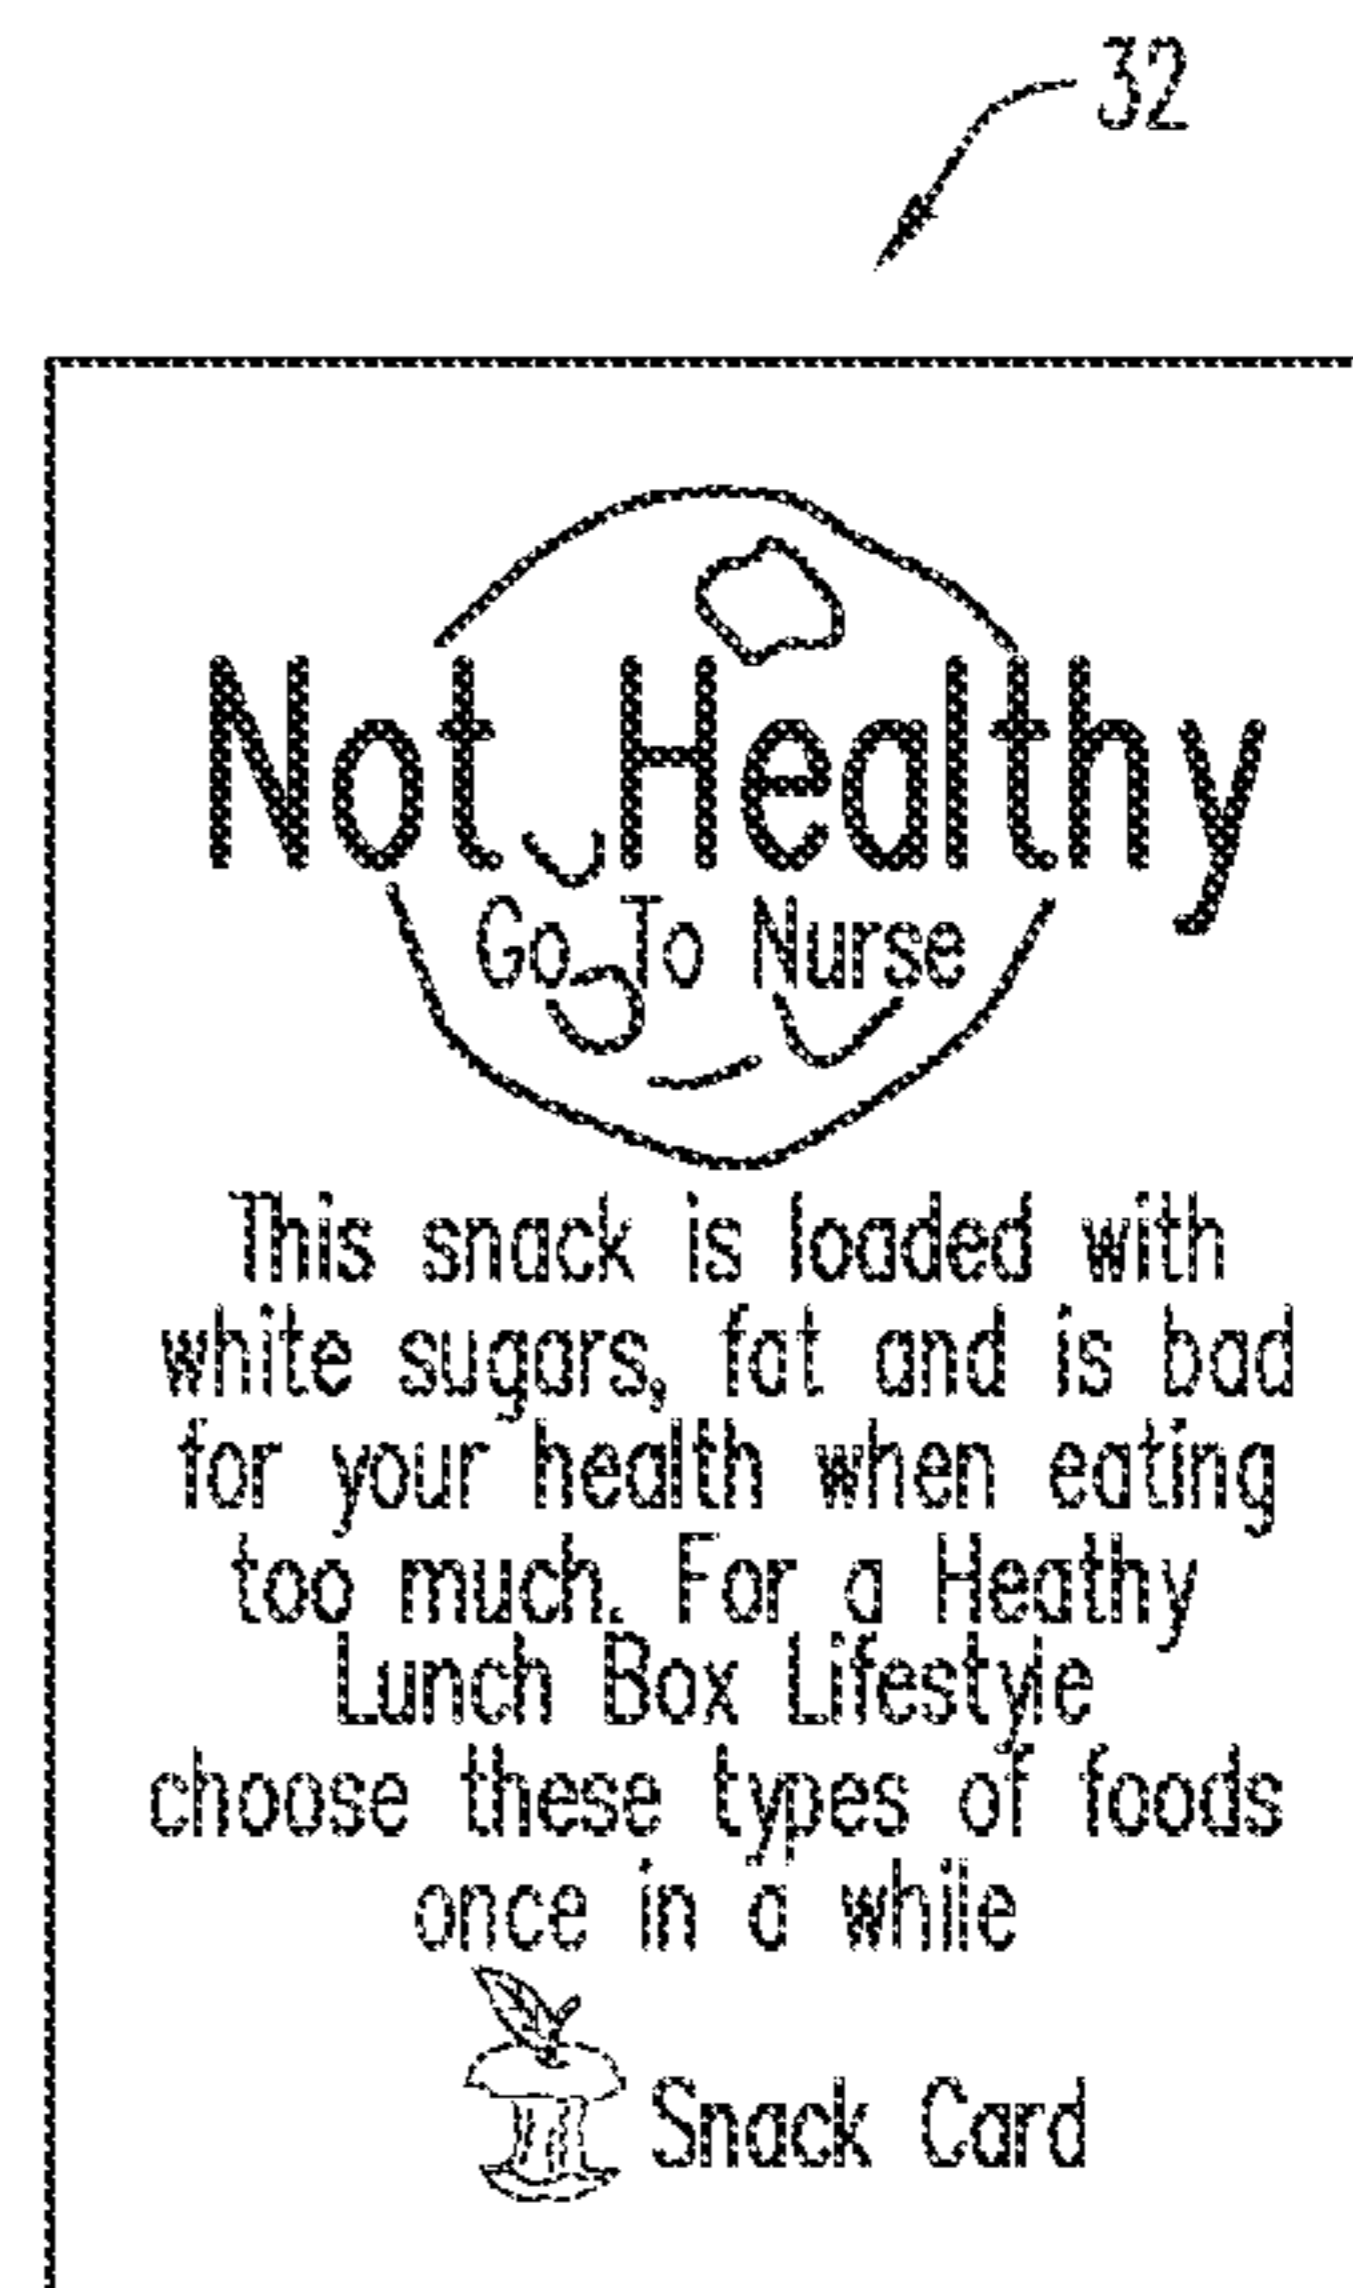 32
Not Healthy
Go To Nurse
This snack is loaded with
white sugars, fat and is bad
for your health when eating
too much. For a Heathy
Lunch Box Lifestyle
choose these types of foods
once in a while
Snack Card